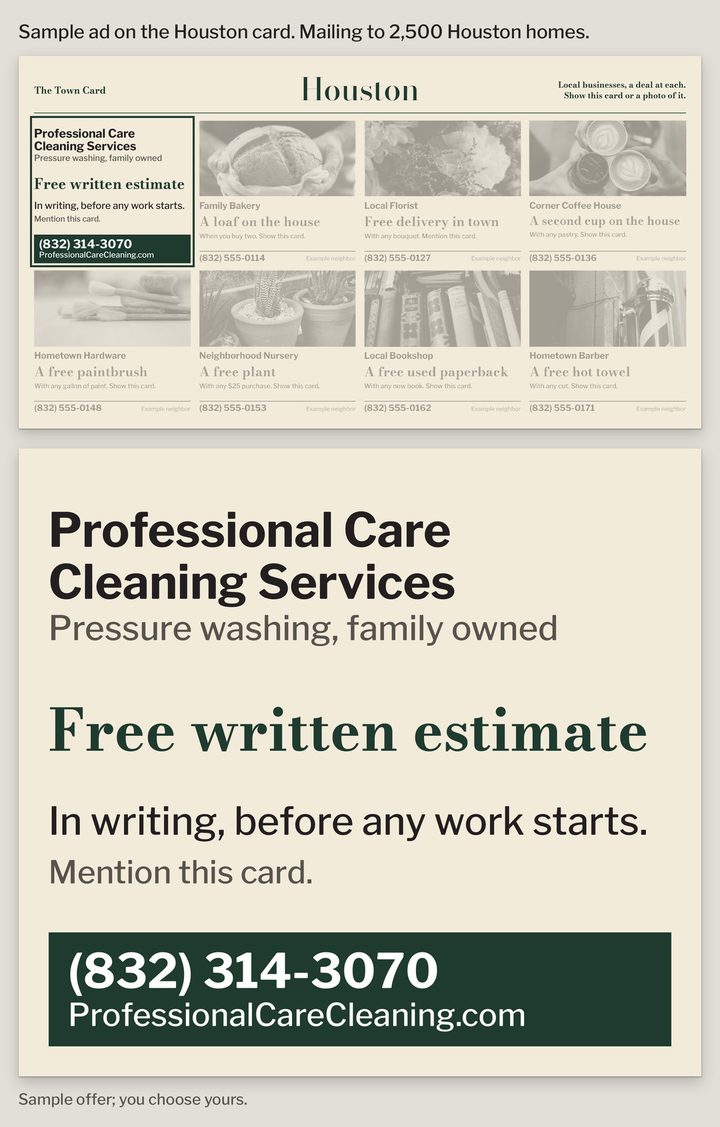 Sample ad on the Houston card. Mailing to 2,500 Houston homes.
The Town Card
Houston
Local businesses, a deal at each.
Show this card or a photo of it.
Professional Care
Cleaning Services
Pressure washing, family owned
Free written estimate
In writing, before any work starts.
Mention this card.
(832) 314-3070
ProfessionalCareCleaning.com
Family Bakery
A loaf on the house
When you buy two. Show this card.
(832) 555-0114
Example neighbor
Local Florist
Free delivery in town
With any bouquet. Mention this card.
(832) 555-0127
Example neighbor
Corner Coffee House
A second cup on the house
With any pastry. Show this card.
(832) 555-0136
Example neighbor
Hometown Hardware
A free paintbrush
With any gallon of paint. Show this card.
(832) 555-0148
Example neighbor
Neighborhood Nursery
A free plant
With any $25 purchase. Show this card.
(832) 555-0153
Example neighbor
Local Bookshop
A free used paperback
With any new book. Show this card.
(832) 555-0162
Example neighbor
Hometown Barber
A free hot towel
With any cut. Show this card.
(832) 555-0171
Example neighbor
Professional Care
Cleaning Services
Pressure washing, family owned
Free written estimate
In writing, before any work starts.
Mention this card.
(832) 314-3070
ProfessionalCareCleaning.com
Sample offer; you choose yours.